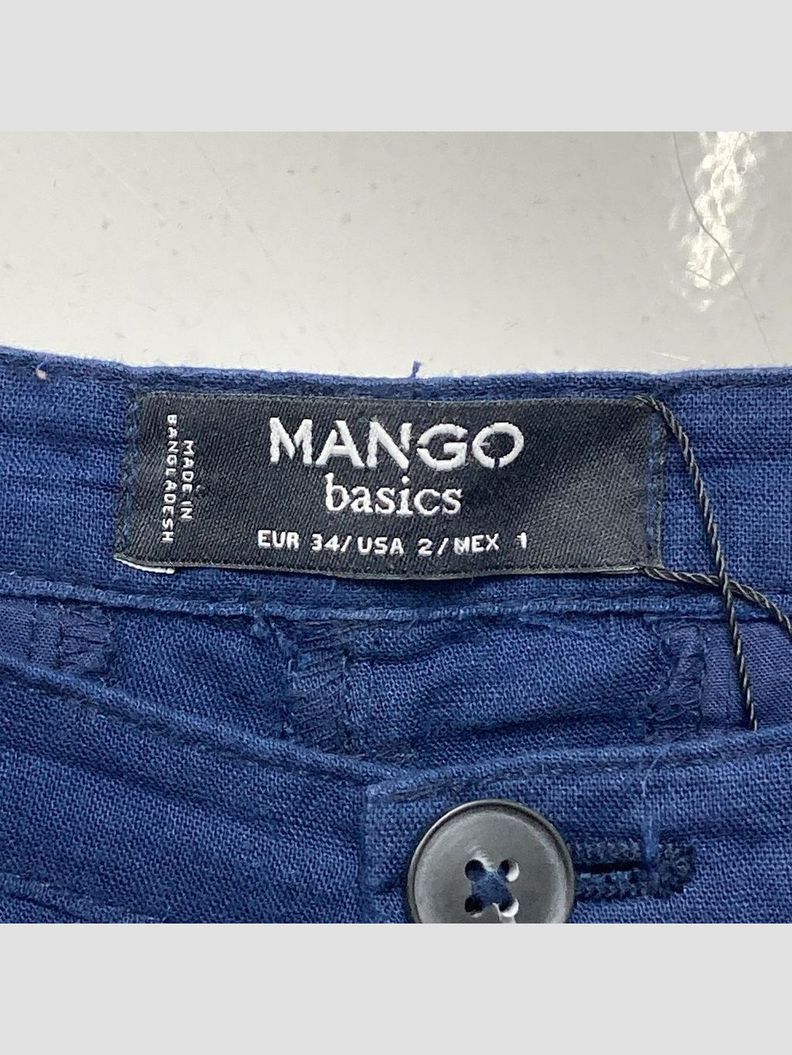 MADE IN
BANGLADESH
MANGO
basics
EUR 34/USA 2/MEX 1